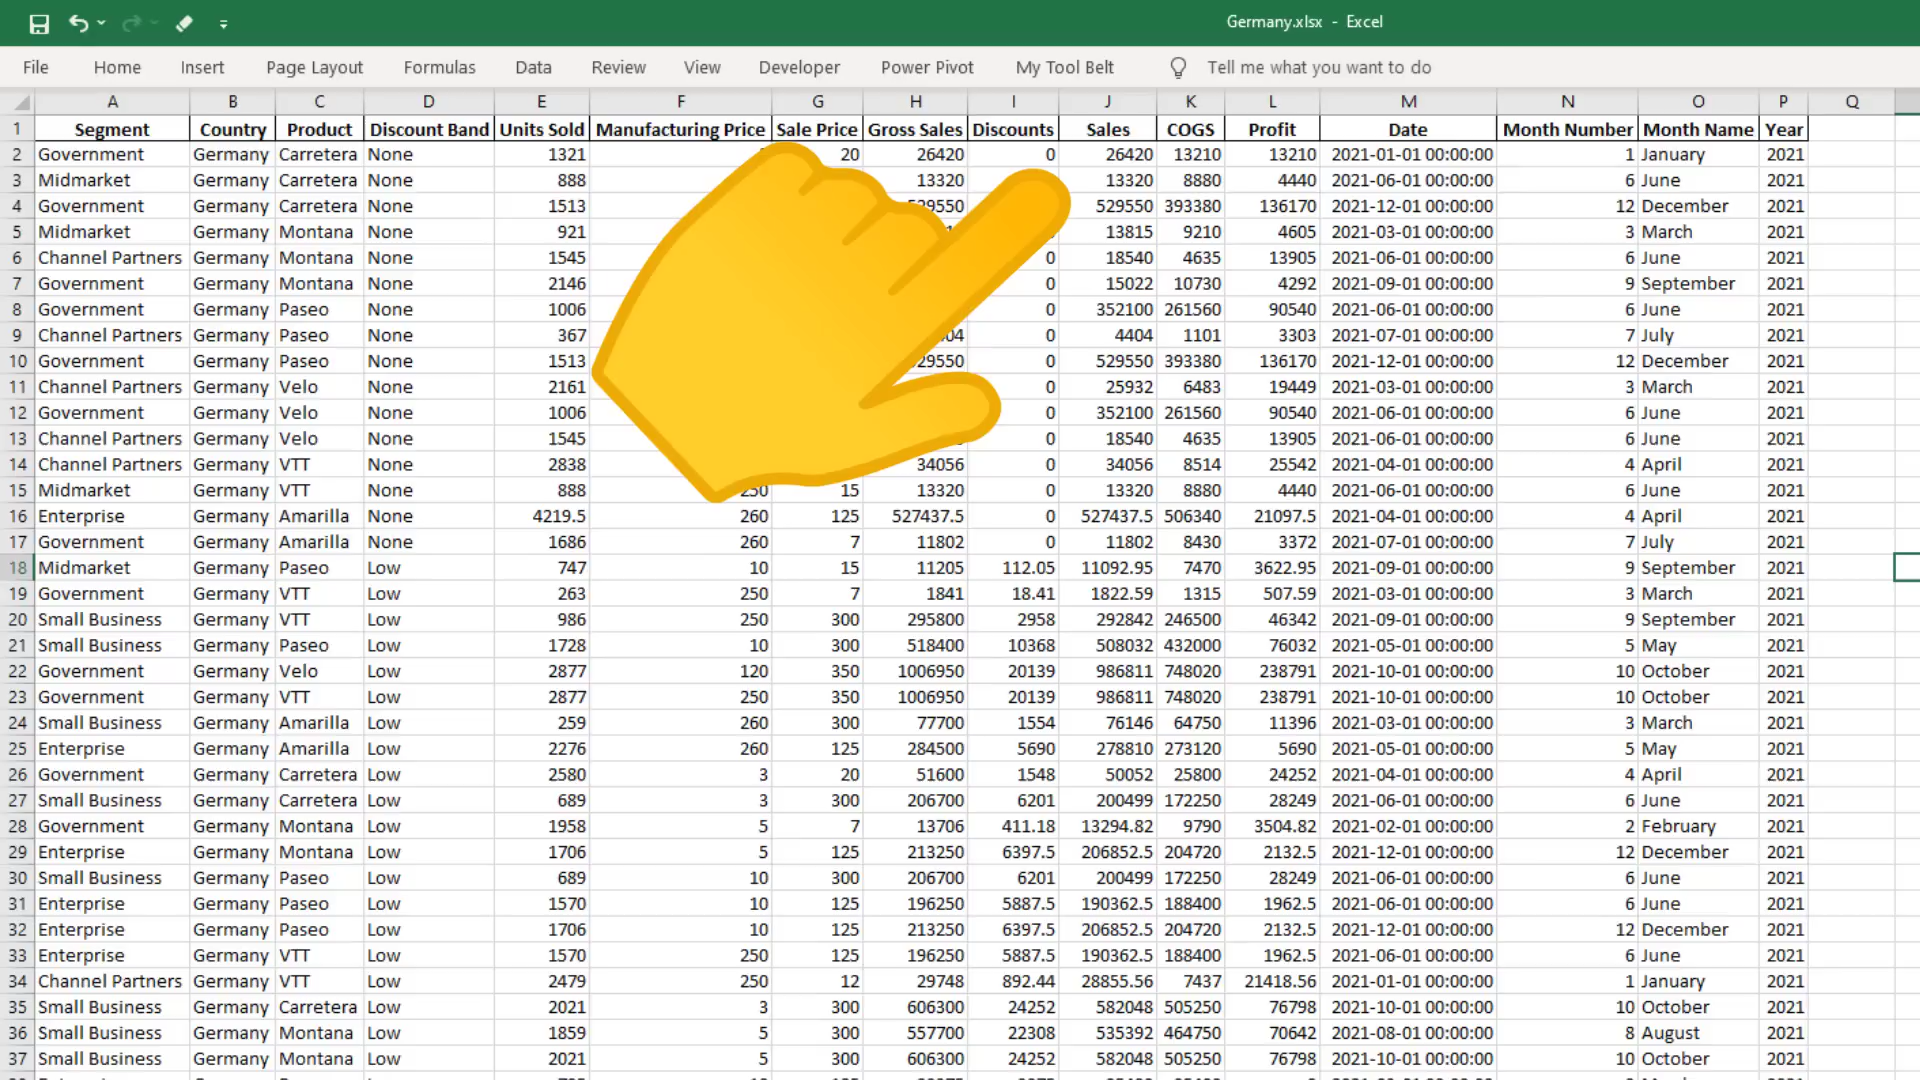 Germany.xlsx - Excel
File Home Insert Page Layout Formulas Data Review View Developer Power Pivot My Tool Belt Tell me what you want to do
A B C D E F G H I J K L M N O P Q
1 Segment Country Product Discount Band Units Sold Manufacturing Price Sale Price Gross Sales Discounts Sales COGS Profit Date Month Number Month Name Year
2 Government Germany Carretera None 1321 20 26420 0 26420 13210 13210 2021-01-01 00:00:00 1 January 2021
3 Midmarket Germany Carretera None 888 13320 13320 8880 4440 2021-06-01 00:00:00 6 June 2021
4 Government Germany Carretera None 1513 529550 393380 136170 2021-12-01 00:00:00 12 December 2021
5 Midmarket Germany Montana None 921 13815 9210 4605 2021-03-01 00:00:00 3 March 2021
6 Channel Partners Germany Montana None 1545 0 18540 4635 13905 2021-06-01 00:00:00 6 June 2021
7 Government Germany Montana None 2146 0 15022 10730 4292 2021-09-01 00:00:00 9 September 2021
8 Government Germany Paseo None 1006 0 352100 261560 90540 2021-06-01 00:00:00 6 June 2021
9 Channel Partners Germany Paseo None 367 0 4404 1101 3303 2021-07-01 00:00:00 7 July 2021
10 Government Germany Paseo None 1513 0 529550 393380 136170 2021-12-01 00:00:00 12 December 2021
11 Channel Partners Germany Velo None 2161 0 25932 6483 19449 2021-03-01 00:00:00 3 March 2021
12 Government Germany Velo None 1006 0 352100 261560 90540 2021-06-01 00:00:00 6 June 2021
13 Channel Partners Germany Velo None 1545 0 18540 4635 13905 2021-06-01 00:00:00 6 June 2021
14 Channel Partners Germany VTT None 2838 34056 0 34056 8514 25542 2021-04-01 00:00:00 4 April 2021
15 Midmarket Germany VTT None 888 250 15 13320 0 13320 8880 4440 2021-06-01 00:00:00 6 June 2021
16 Enterprise Germany Amarilla None 4219.5 260 125 527437.5 0 527437.5 506340 21097.5 2021-04-01 00:00:00 4 April 2021
17 Government Germany Amarilla None 1686 260 7 11802 0 11802 8430 3372 2021-07-01 00:00:00 7 July 2021
18 Midmarket Germany Paseo Low 747 10 15 11205 112.05 11092.95 7470 3622.95 2021-09-01 00:00:00 9 September 2021
19 Government Germany VTT Low 263 250 7 1841 18.41 1822.59 1315 507.59 2021-03-01 00:00:00 3 March 2021
20 Small Business Germany VTT Low 986 250 300 295800 2958 292842 246500 46342 2021-09-01 00:00:00 9 September 2021
21 Small Business Germany Paseo Low 1728 10 300 518400 10368 508032 432000 76032 2021-05-01 00:00:00 5 May 2021
22 Government Germany Velo Low 2877 120 350 1006950 20139 986811 748020 238791 2021-10-01 00:00:00 10 October 2021
23 Government Germany VTT Low 2877 250 350 1006950 20139 986811 748020 238791 2021-10-01 00:00:00 10 October 2021
24 Small Business Germany Amarilla Low 259 260 300 77700 1554 76146 64750 11396 2021-03-01 00:00:00 3 March 2021
25 Enterprise Germany Amarilla Low 2276 260 125 284500 5690 278810 273120 5690 2021-05-01 00:00:00 5 May 2021
26 Government Germany Carretera Low 2580 3 20 51600 1548 50052 25800 24252 2021-04-01 00:00:00 4 April 2021
27 Small Business Germany Carretera Low 689 3 300 206700 6201 200499 172250 28249 2021-06-01 00:00:00 6 June 2021
28 Government Germany Montana Low 1958 5 7 13706 411.18 13294.82 9790 3504.82 2021-02-01 00:00:00 2 February 2021
29 Enterprise Germany Montana Low 1706 5 125 213250 6397.5 206852.5 204720 2132.5 2021-12-01 00:00:00 12 December 2021
30 Small Business Germany Paseo Low 689 10 300 206700 6201 200499 172250 28249 2021-06-01 00:00:00 6 June 2021
31 Enterprise Germany Paseo Low 1570 10 125 196250 5887.5 190362.5 188400 1962.5 2021-06-01 00:00:00 6 June 2021
32 Enterprise Germany Paseo Low 1706 10 125 213250 6397.5 206852.5 204720 2132.5 2021-12-01 00:00:00 12 December 2021
33 Enterprise Germany VTT Low 1570 250 125 196250 5887.5 190362.5 188400 1962.5 2021-06-01 00:00:00 6 June 2021
34 Channel Partners Germany VTT Low 2479 250 12 29748 892.44 28855.56 7437 21418.56 2021-01-01 00:00:00 1 January 2021
35 Small Business Germany Carretera Low 2021 3 300 606300 24252 582048 505250 76798 2021-10-01 00:00:00 10 October 2021
36 Small Business Germany Montana Low 1859 5 300 557700 22308 535392 464750 70642 2021-08-01 00:00:00 8 August 2021
37 Small Business Germany Montana Low 2021 5 300 606300 24252 582048 505250 76798 2021-10-01 00:00:00 10 October 2021